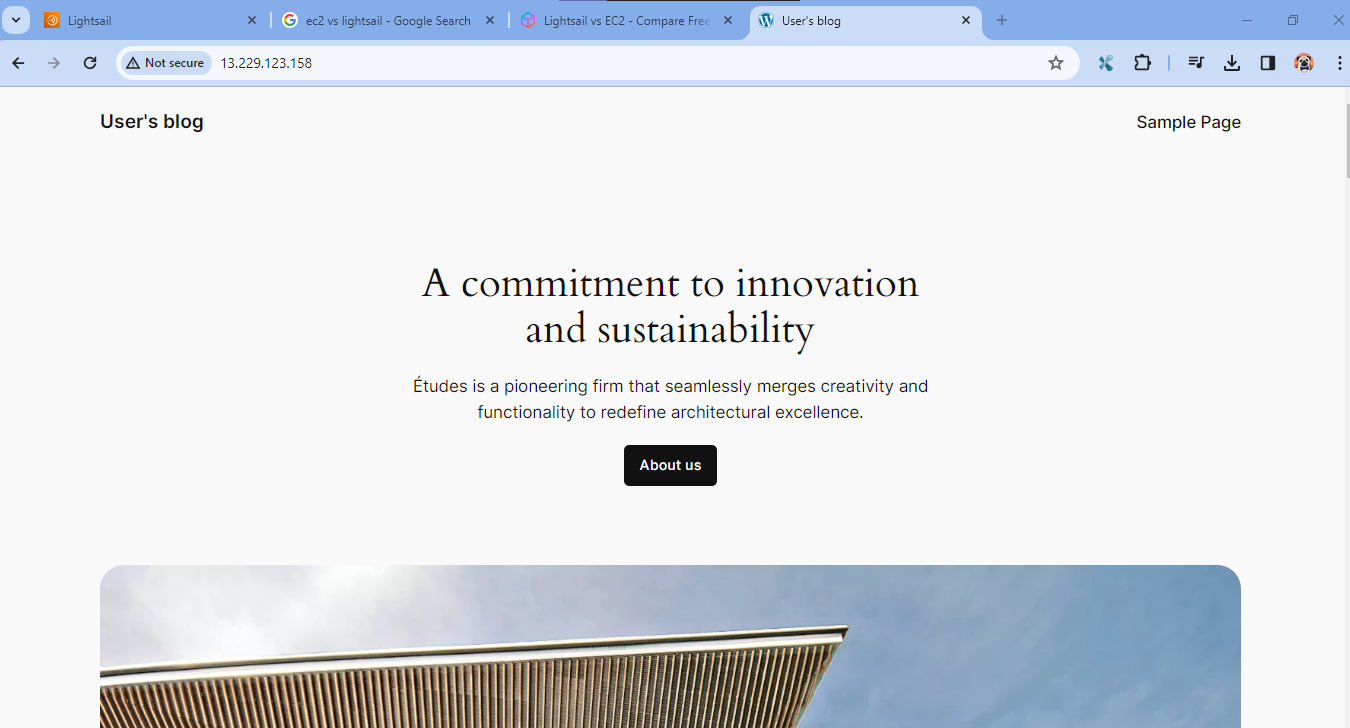 Lightsail
ec2 vs lightsail - Google Search
Lightsail vs EC2 - Compare Free
User's blog
Not secure
13.229.123.158
User's blog
Sample Page
A commitment to innovation
and sustainability
Études is a pioneering firm that seamlessly merges creativity and
functionality to redefine architectural excellence.
About us